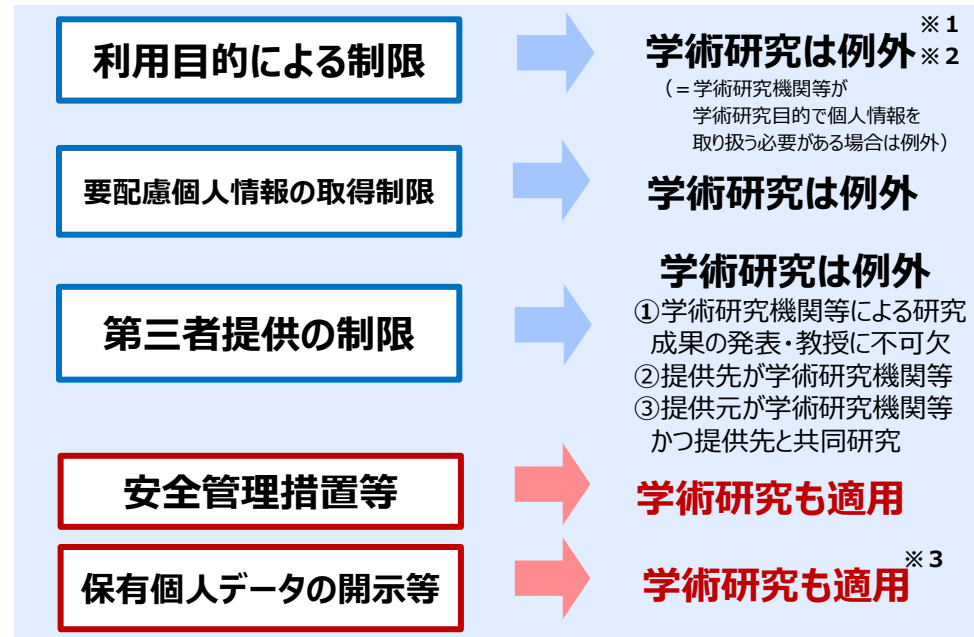 利用目的による制限
学術研究は例外※1
※2
（＝学術研究機関等が
学術研究目的で個人情報を
取り扱う必要がある場合は例外）
要配慮個人情報の取得制限
学術研究は例外
第三者提供の制限
学術研究は例外
①学術研究機関等による研究
成果の発表・教授に不可欠
②提供先が学術研究機関等
③提供元が学術研究機関等
かつ提供先と共同研究
安全管理措置等
学術研究も適用
保有個人データの開示等
学術研究も適用※3